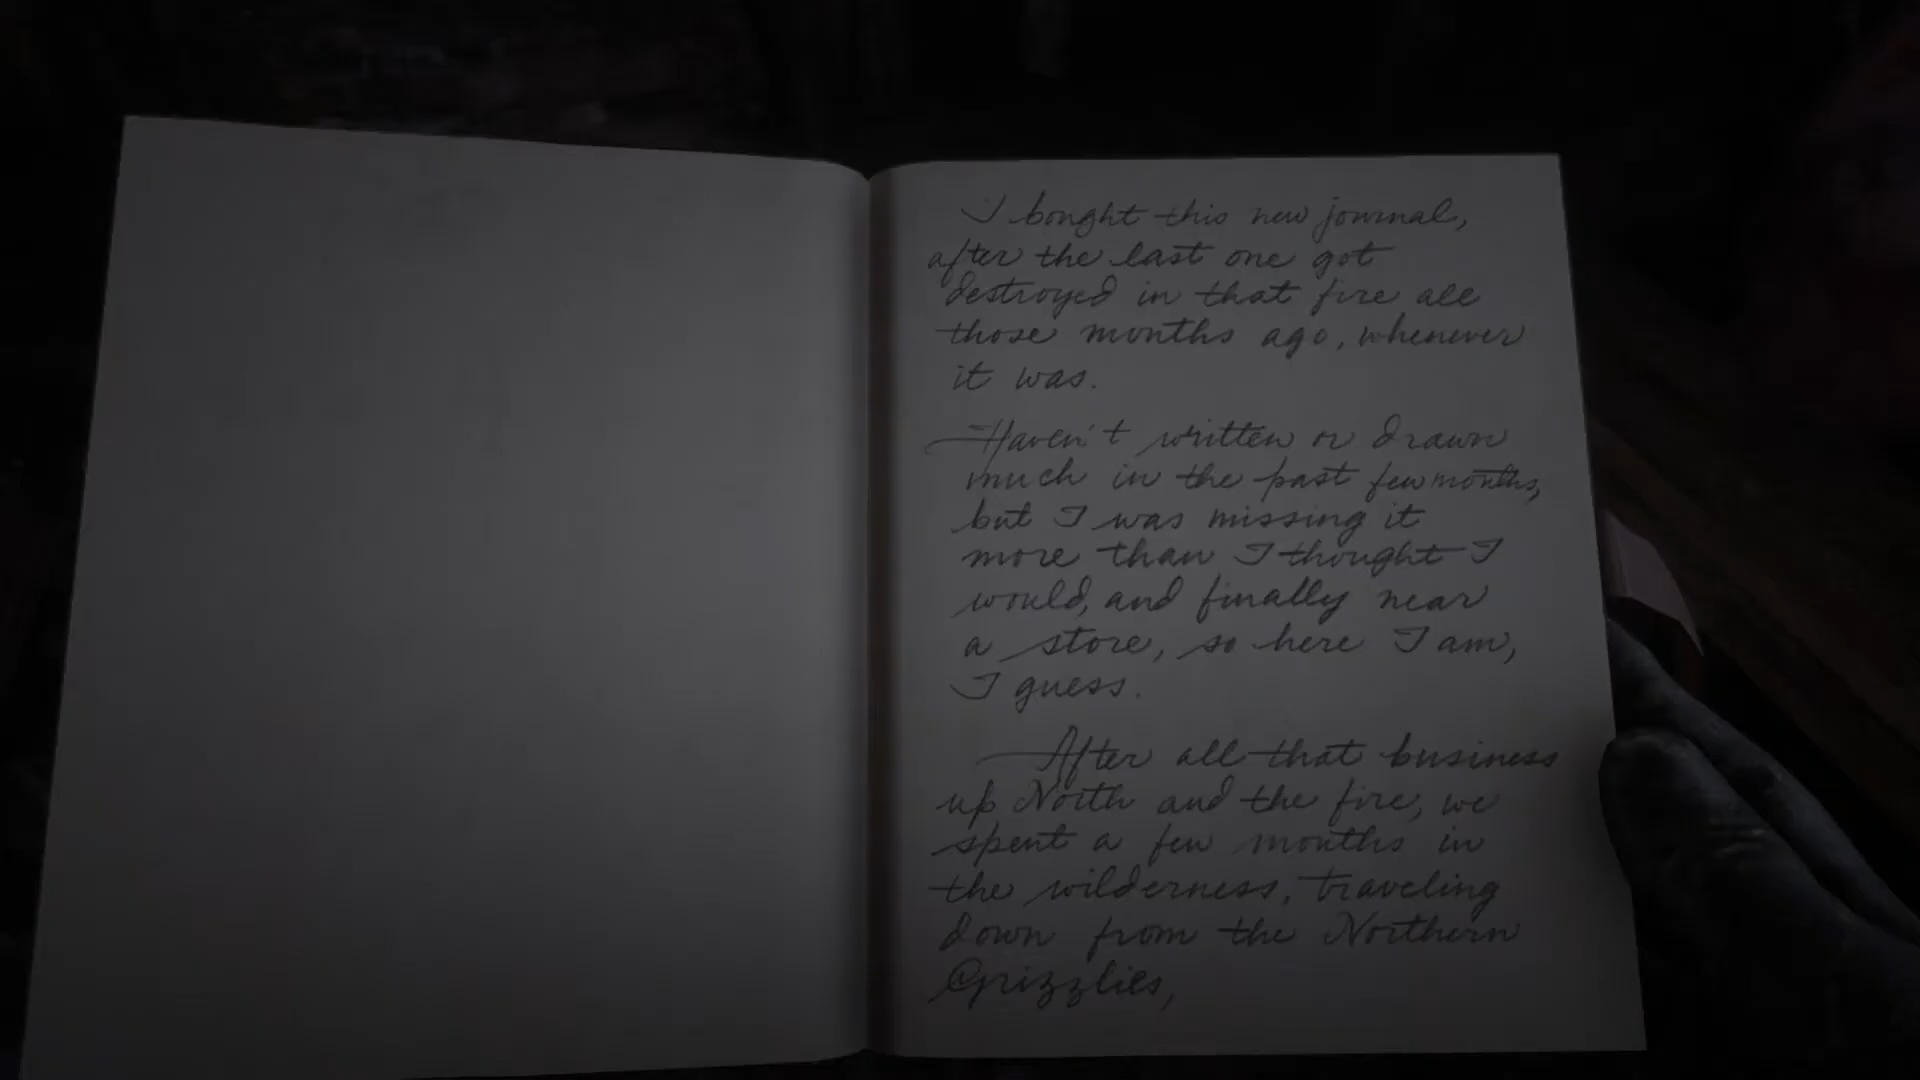 I bought this new journal,
after the last one got
destroyed in that fire all
those months ago, whenever
it was.
Haven't written or drawn
much in the past few months,
but I was missing it
more than I thought I
would, and finally near
a store, so here I am,
I guess.
After all that business
up North and the fire, we
spent a few months in
the wilderness, traveling
down from the Northern
Grizzlies,